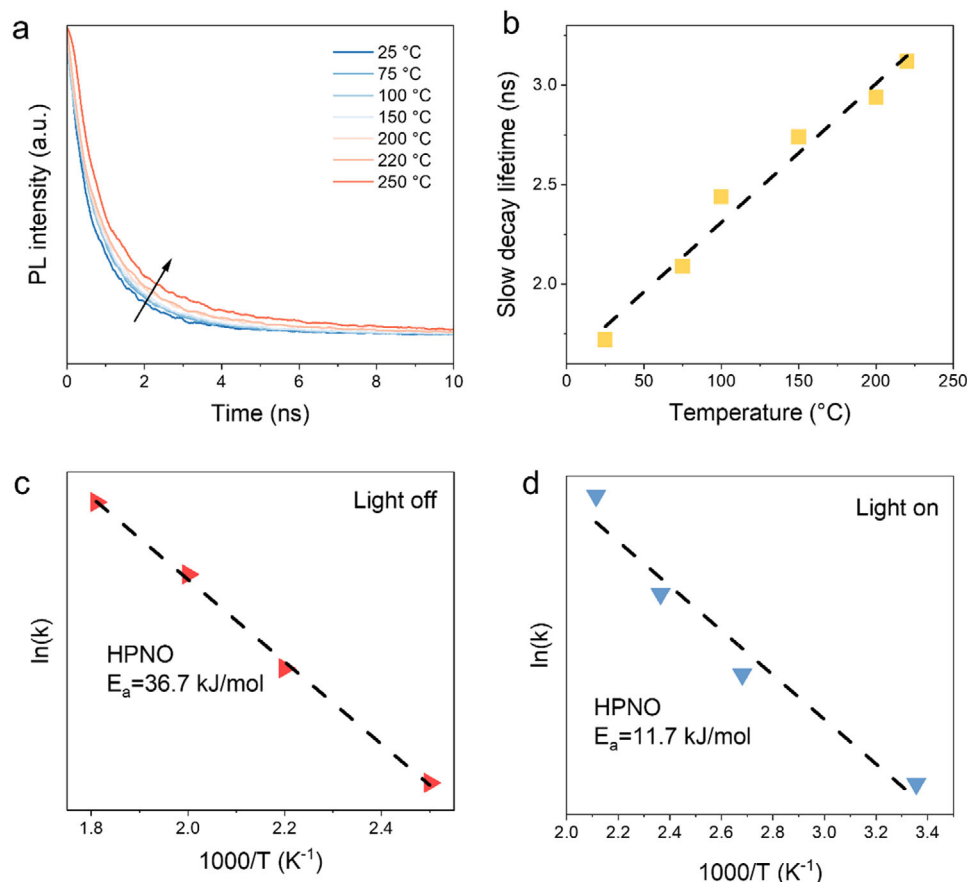 a
PL intensity (a.u.)
25 °C
75 °C
100 °C
150 °C
200 °C
220 °C
250 °C
0 2 4 6 8 10
Time (ns)
b
Slow decay lifetime (ns)
3.0
2.5
2.0
0 50 100 150 200 250
Temperature (°C)
c
Light off
ln(k)
HPNO
Eₐ=36.7 kJ/mol
1.8 2.0 2.2 2.4
1000/T (K⁻¹)
d
Light on
ln(k)
HPNO
Eₐ=11.7 kJ/mol
2.0 2.2 2.4 2.6 2.8 3.0 3.2 3.4
1000/T (K⁻¹)